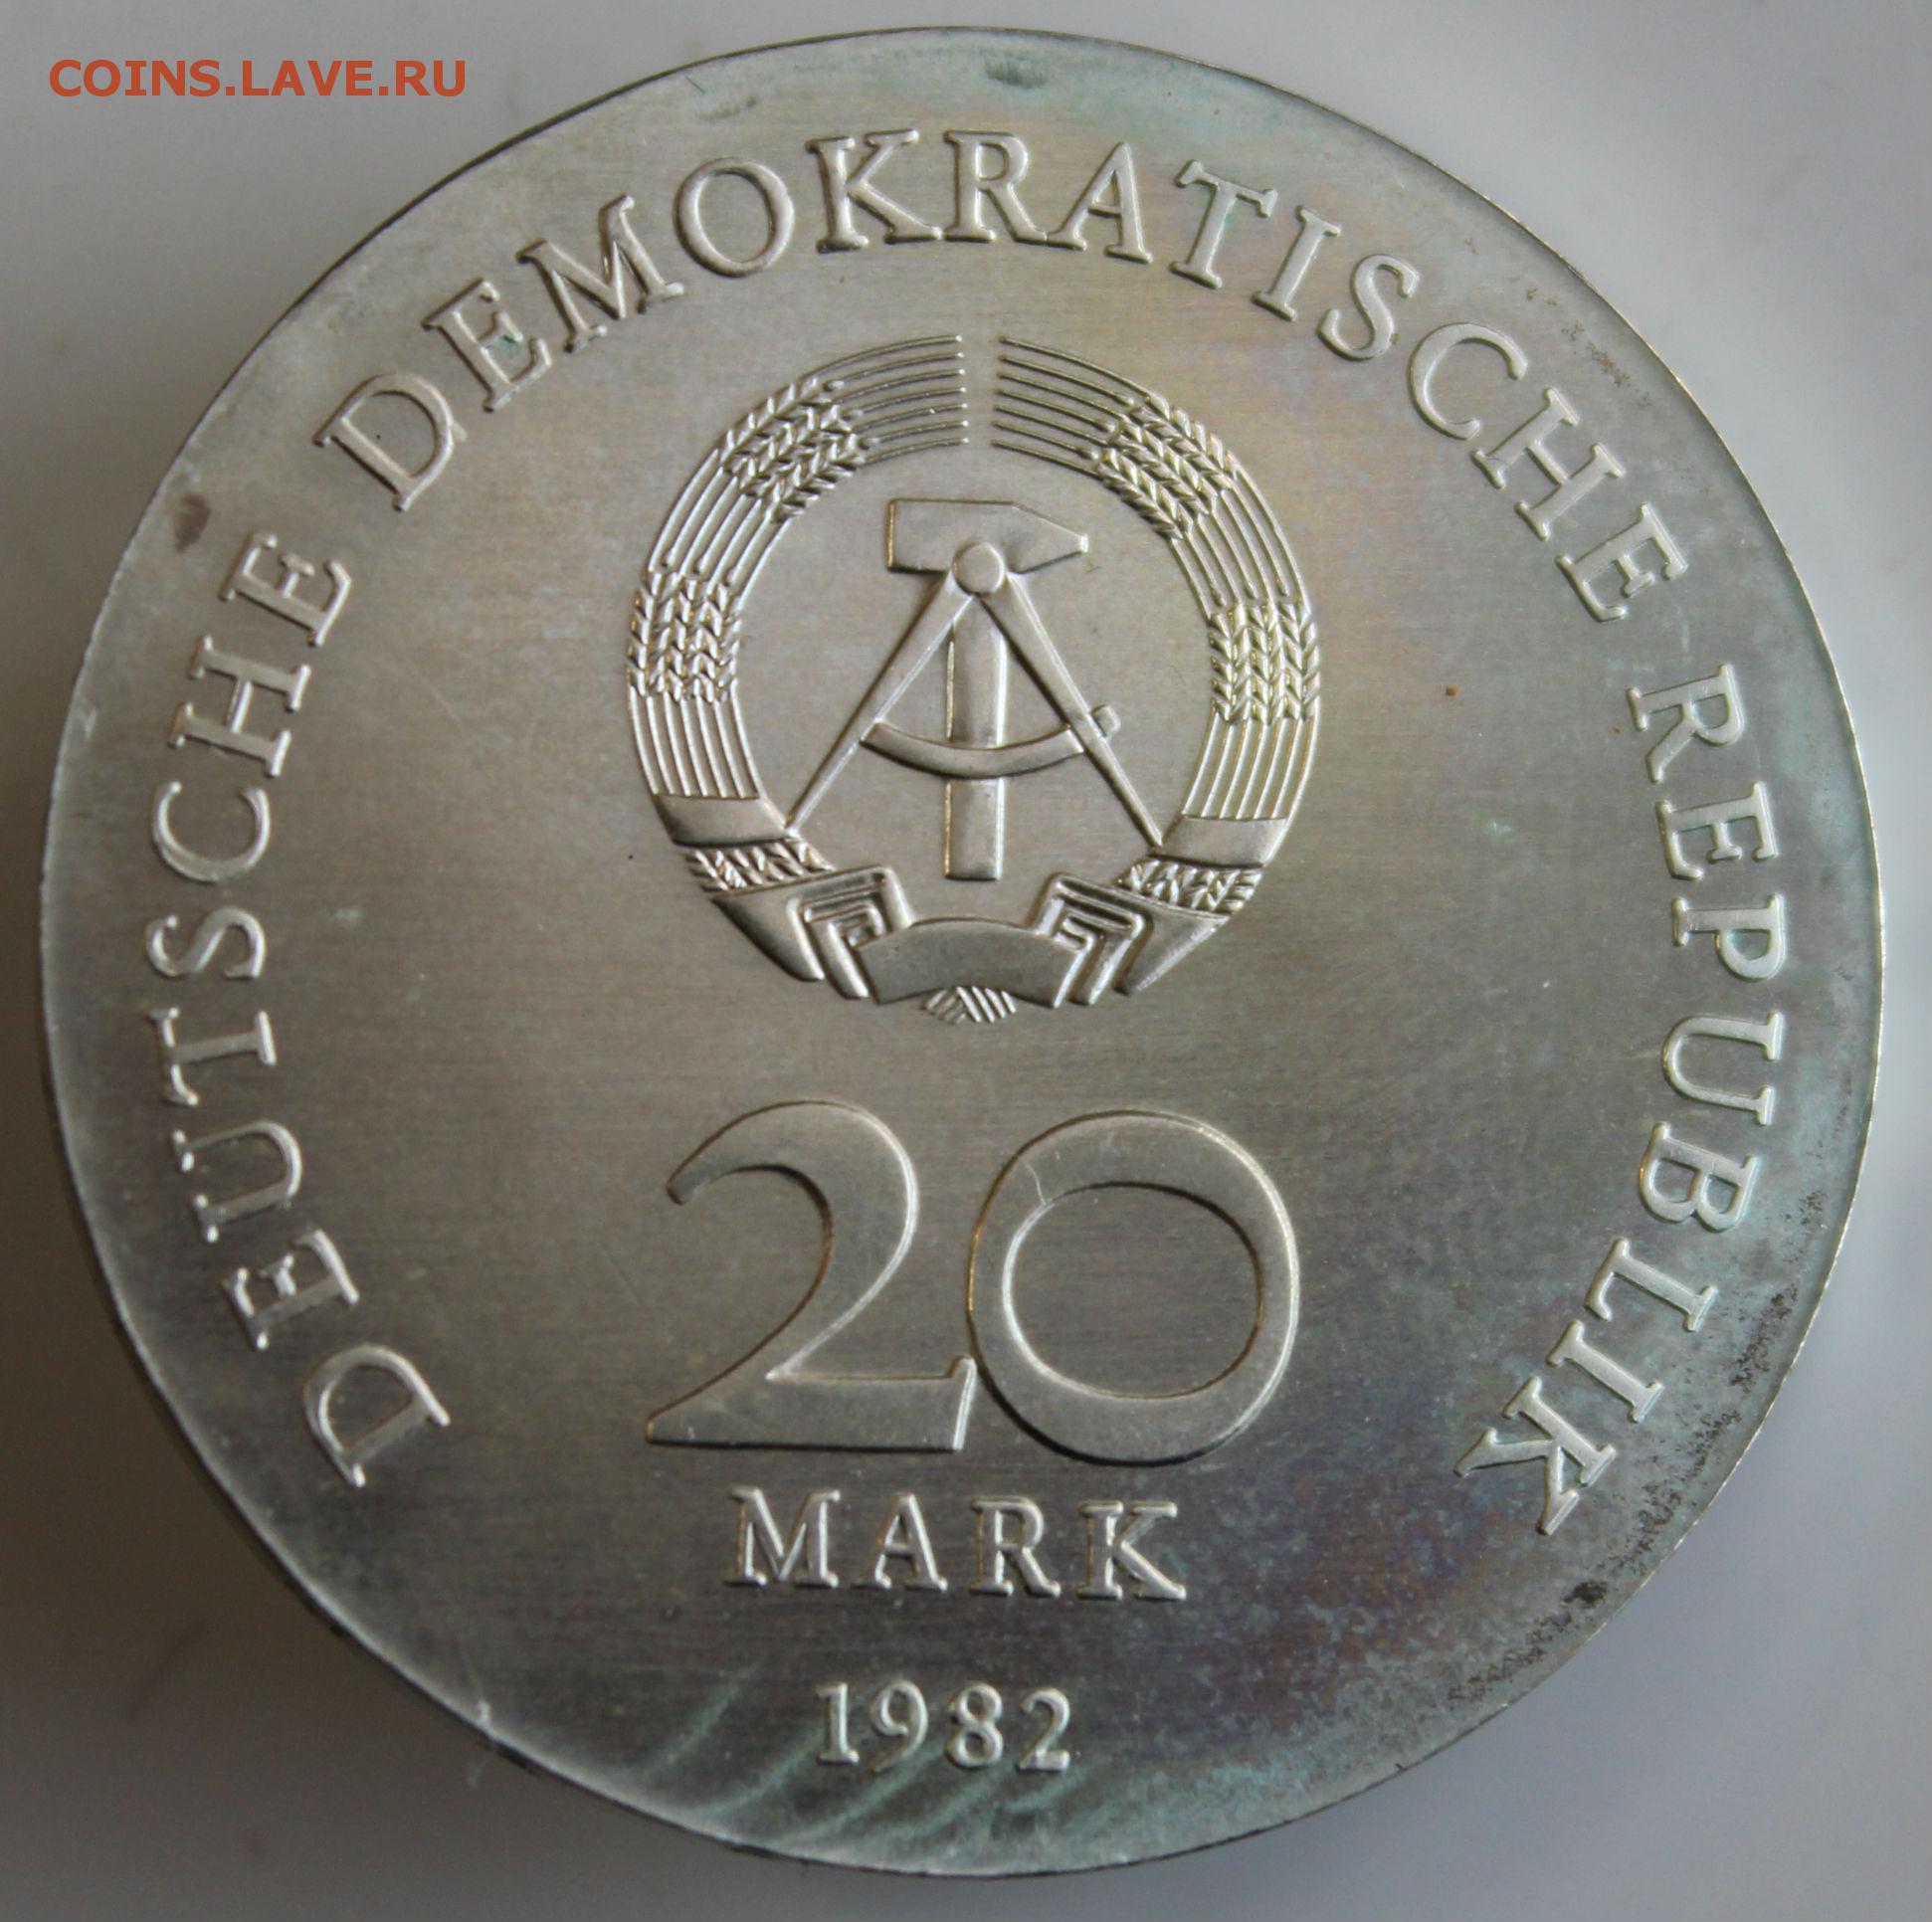 COINS.LAVE.RU
DEUTSCHE DEMOKRATISCHE REPUBLIK
20
MARK
1982